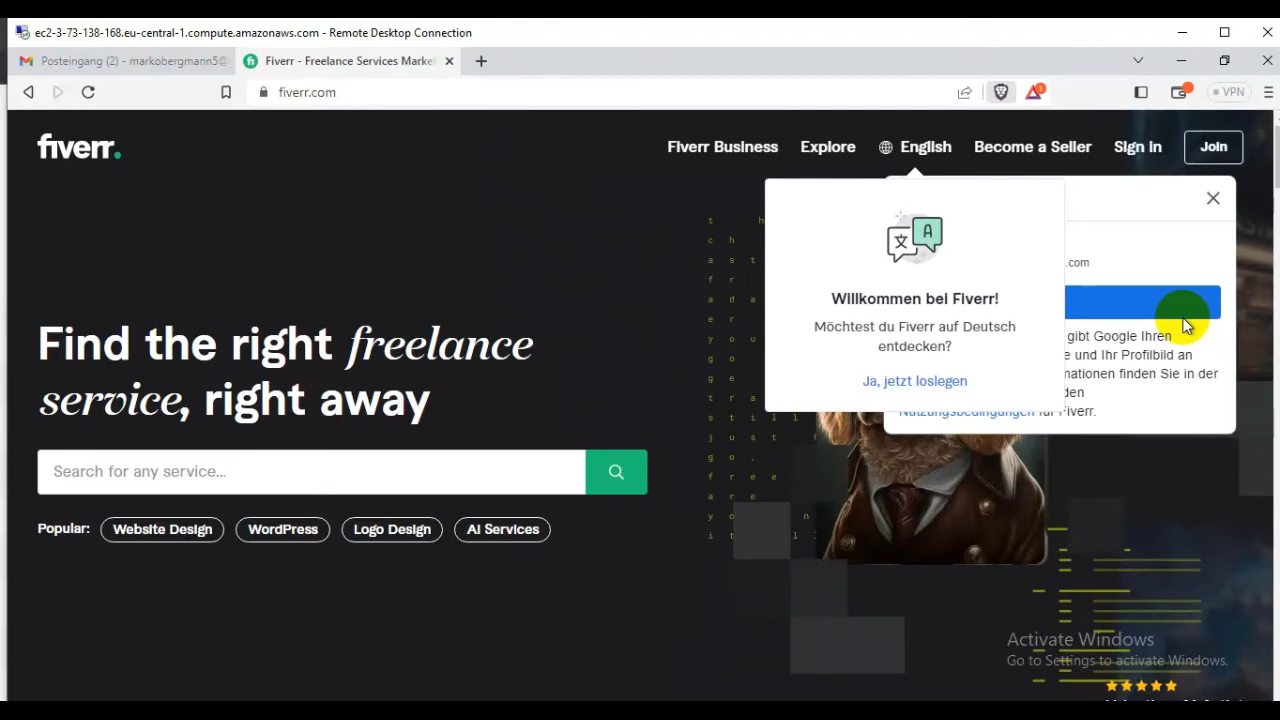 ec2-3-73-138-168.eu-central-1.compute.amazonaws.com - Remote Desktop Connection
Posteingang (2) - markobergmann5@
Fiverr - Freelance Services Marke
fiverr.com
1
VPN
fiverr.
Fiverr Business
Explore
English
Become a Seller
Sign in
Join
Willkommen bei Fiverr!
Möchtest du Fiverr auf Deutsch
entdecken?
Ja, jetzt loslegen
.com
gibt Google Ihren
e und Ihr Profilbild an
mationen finden Sie in der
den
Nutzungsbedingungen für Fiverr.
Find the right freelance
service, right away
Search for any service...
Popular:
Website Design
WordPress
Logo Design
AI Services
Activate Windows
Go to Settings to activate Windows.